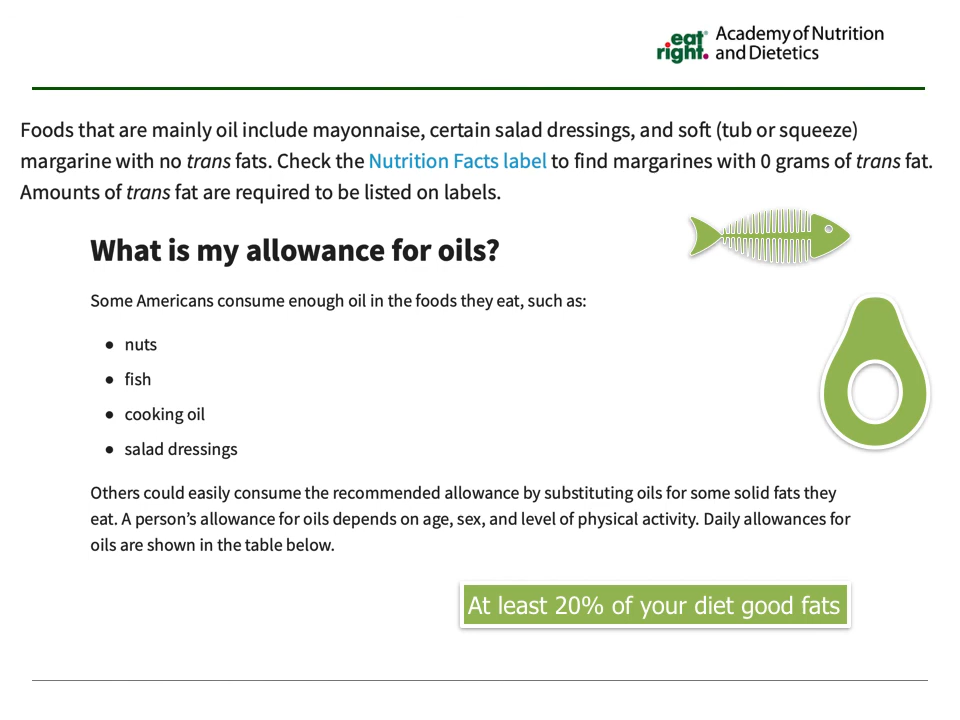 eat right. Academy of Nutrition and Dietetics
Foods that are mainly oil include mayonnaise, certain salad dressings, and soft (tub or squeeze)
margarine with no trans fats. Check the Nutrition Facts label to find margarines with 0 grams of trans fat.
Amounts of trans fat are required to be listed on labels.
What is my allowance for oils?
Some Americans consume enough oil in the foods they eat, such as:
● nuts
● fish
● cooking oil
● salad dressings
Others could easily consume the recommended allowance by substituting oils for some solid fats they
eat. A person’s allowance for oils depends on age, sex, and level of physical activity. Daily allowances for
oils are shown in the table below.
At least 20% of your diet good fats